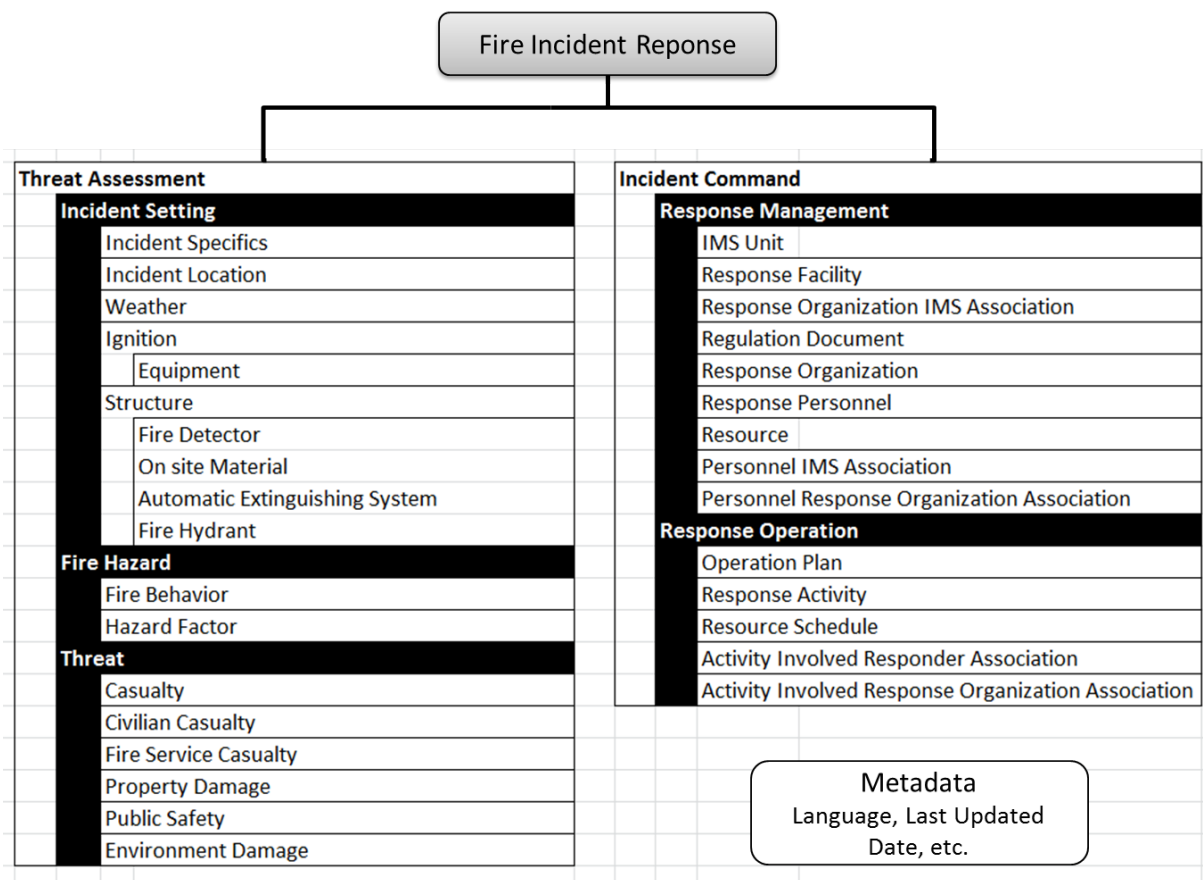 Fire Incident Reponse
Threat Assessment
Incident Setting
Incident Specifics
Incident Location
Weather
Ignition
Equipment
Structure
Fire Detector
On site Material
Automatic Extinguishing System
Fire Hydrant
Fire Hazard
Fire Behavior
Hazard Factor
Threat
Casualty
Civilian Casualty
Fire Service Casualty
Property Damage
Public Safety
Environment Damage
Incident Command
Response Management
IMS Unit
Response Facility
Response Organization IMS Association
Regulation Document
Response Organization
Response Personnel
Resource
Personnel IMS Association
Personnel Response Organization Association
Response Operation
Operation Plan
Response Activity
Resource Schedule
Activity Involved Responder Association
Activity Involved Response Organization Association
Metadata
Language, Last Updated
Date, etc.